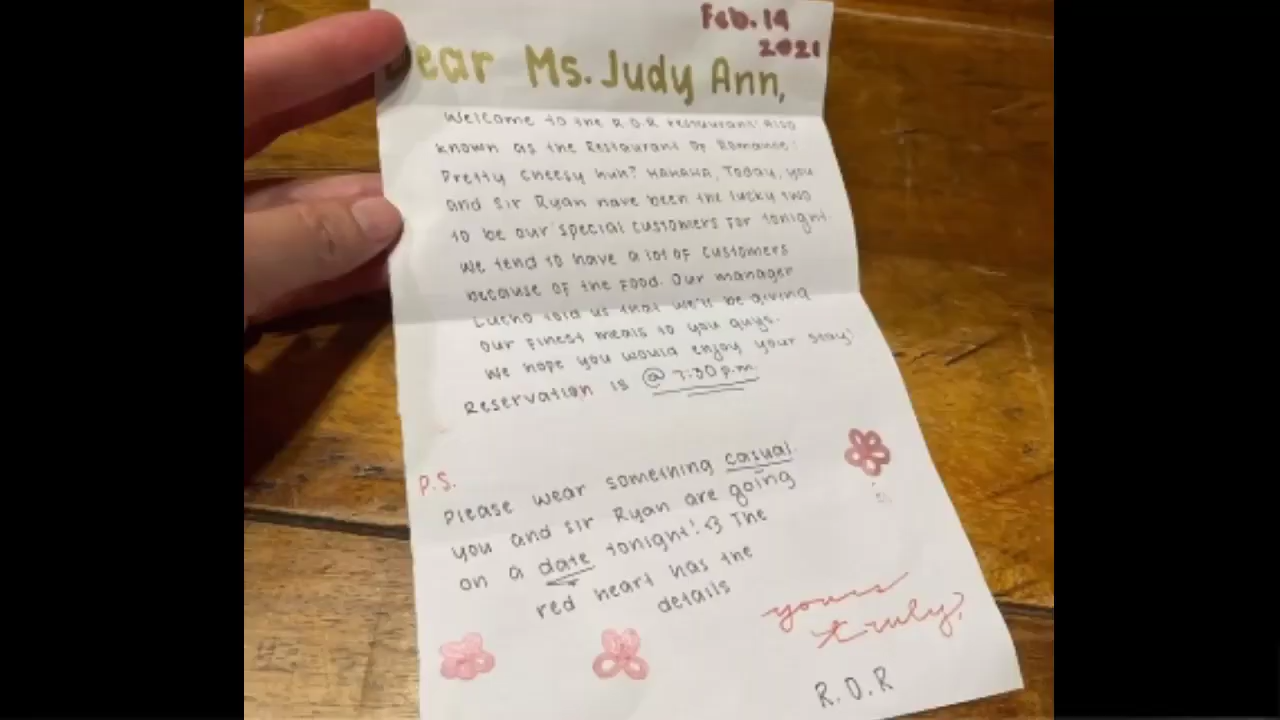 Feb. 14
2021
Dear Ms. Judy Ann,
Welcome to the R.O.R restaurant! Also
known as the Restaurant Of Romance!
Pretty cheesy huh? HAHAHA, Today, you
and Sir Ryan have been the lucky two
to be our special customers for tonight.
We tend to have a lot of customers
because of the food. Our manager
Lucho told us that we'll be giving
our finest meals to you guys.
We hope you would enjoy your stay!
Reservation is @ 7:30 p.m.
P.S.
Please wear something casual.
you and Sir Ryan are going
on a date tonight! <3 The
red heart has the
details
yours
truly,
R.O.R